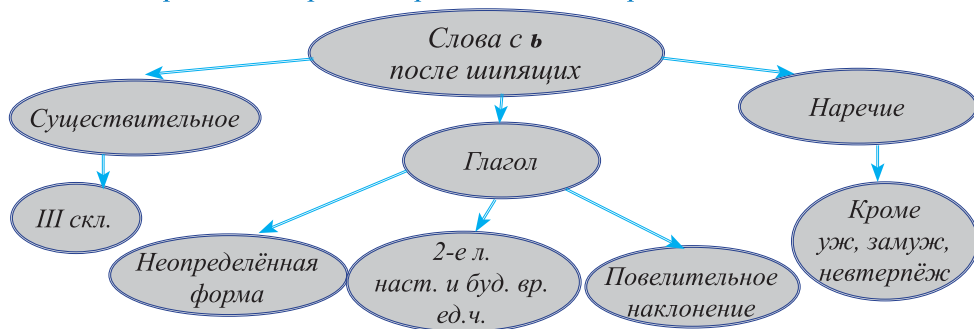 Слова с ь
после шипящих
Существительное
Глагол
Наречие
III скл.
Неопределённая
форма
2-е л.
наст. и буд. вр.
ед.ч.
Повелительное
наклонение
Кроме
уж, замуж,
невтерпёж